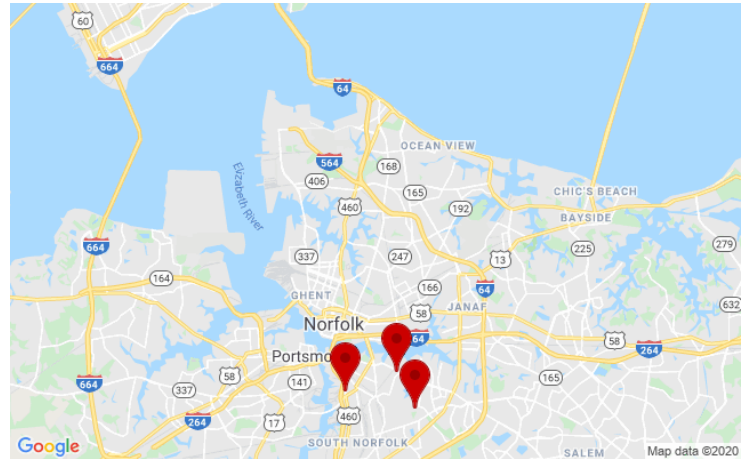 60
664
64
OCEAN VIEW
564
168
406
165
Elizabeth River
460
192
CHIC'S BEACH
BAYSIDE
664
337
247
13
225
279
164
166
64
GHENT
58
JANAF
632
Norfolk
64
58
264
Portsmo
664
337
58
141
165
264
17
460
SOUTH NORFOLK
SALEM
Google
Map data ©2020